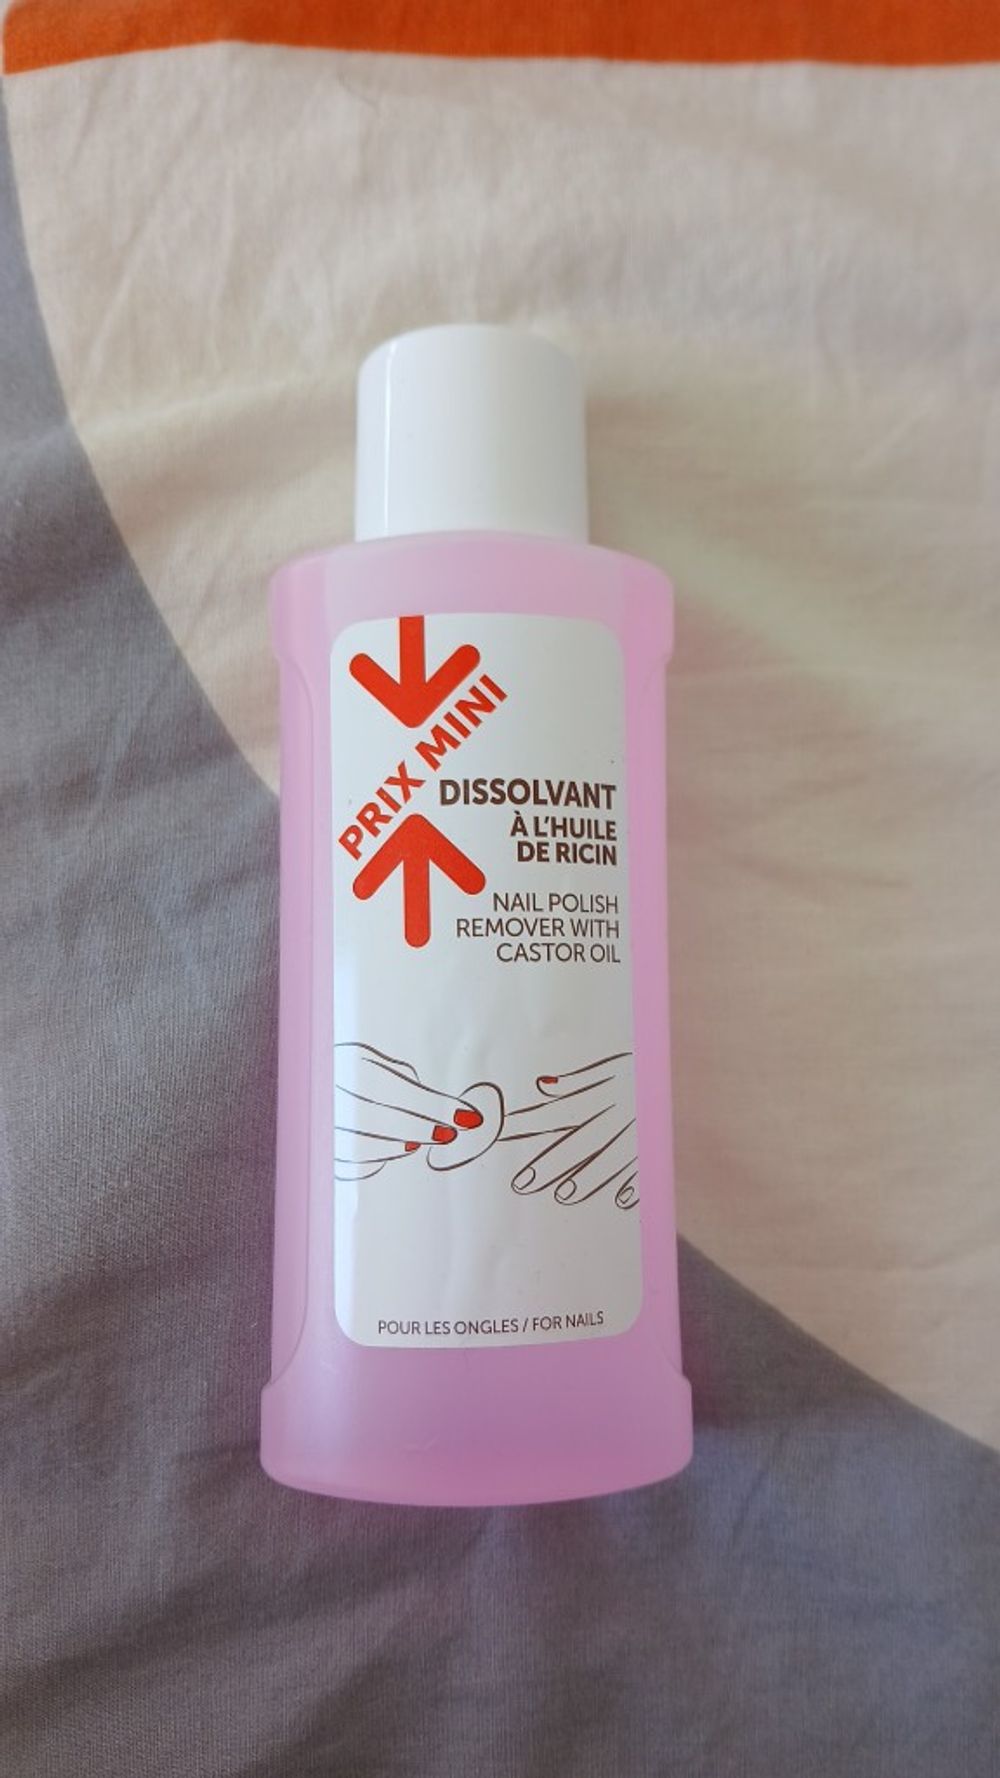 PRIX MINI
DISSOLVANT
À L'HUILE
DE RICIN
NAIL POLISH
REMOVER WITH
CASTOR OIL
POUR LES ONGLES / FOR NAILS